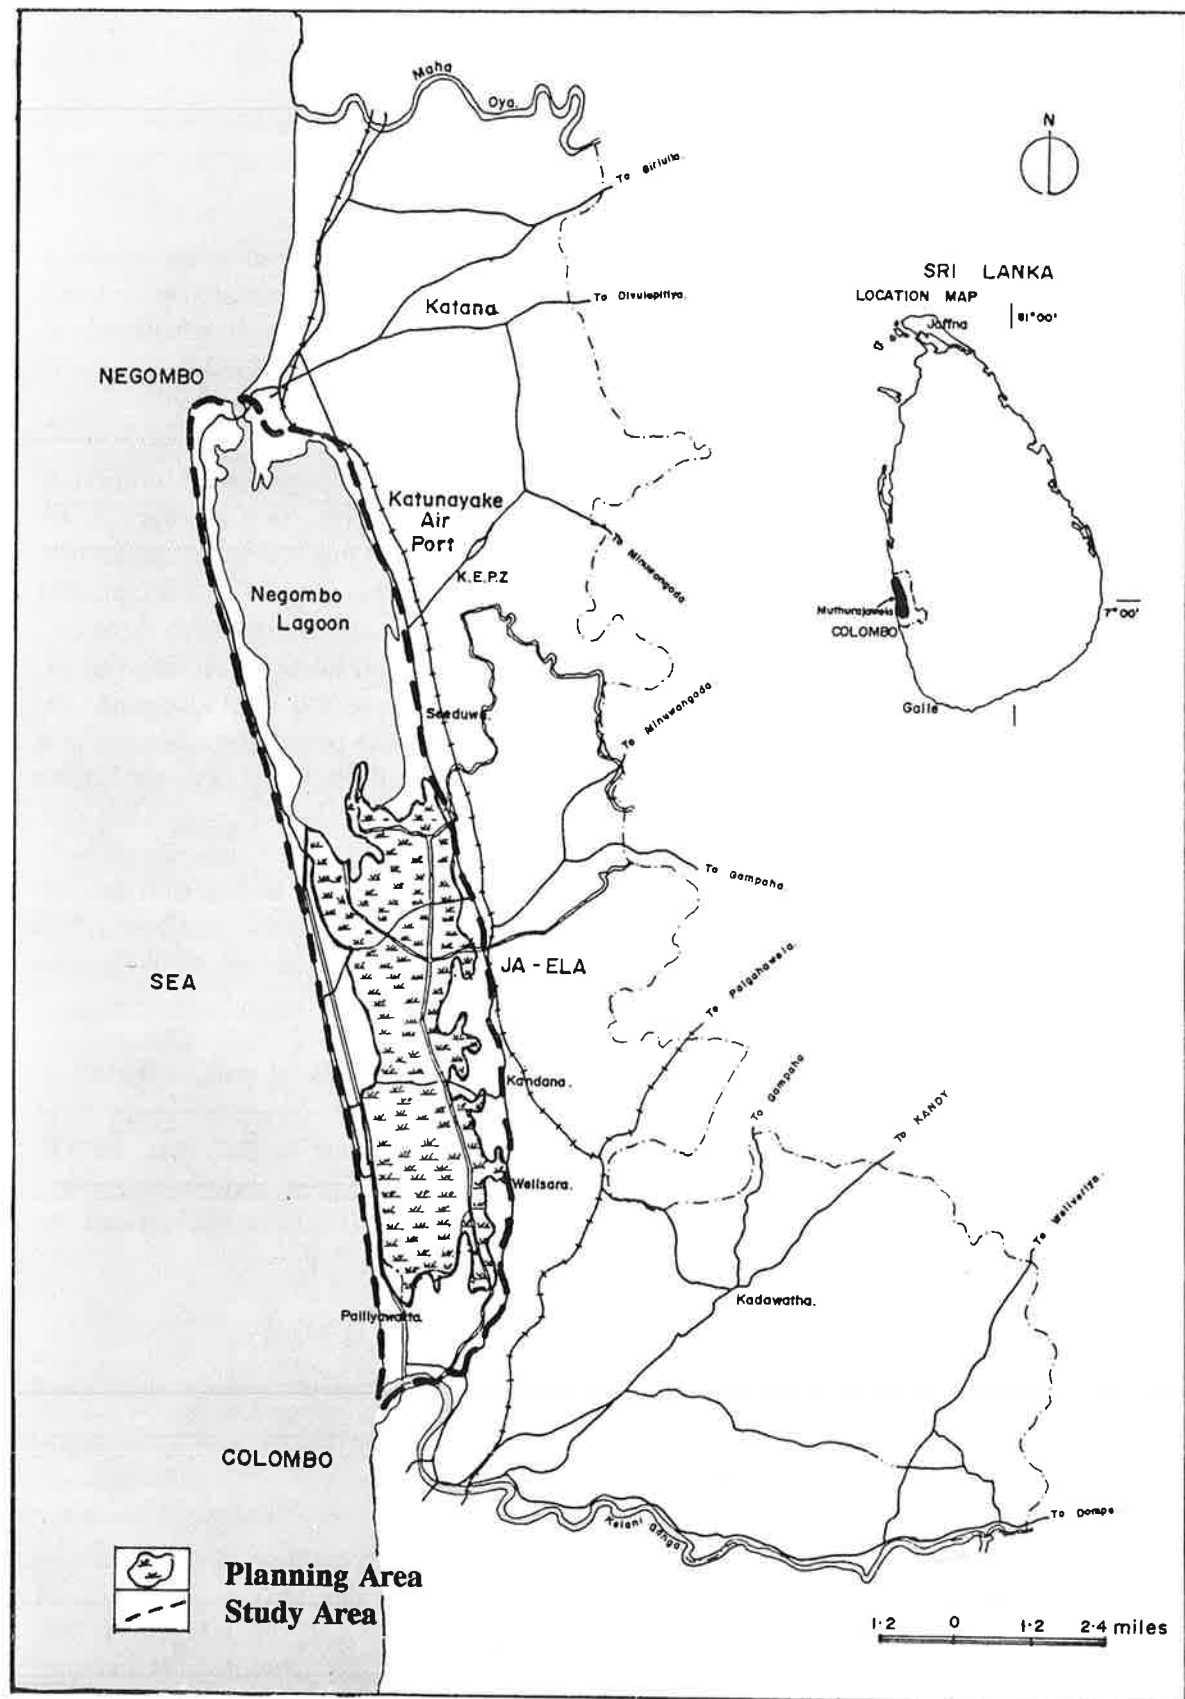 Maha
Oya.
To Giriulla.
N
SRI LANKA
LOCATION MAP
81°00'
Jaffna
Katana
To Divulapitiya.
NEGOMBO
Katunayake
Air
Port
K.E.P.Z
To Minuwangoda
Negombo
Lagoon
Muthurajawela
COLOMBO
7°00'
Galle
Seeduwa.
To Minuwangoda.
To Gampaha.
JA - ELA
SEA
To Polgahawela.
Kandana.
To Gampaha
To KANDY
Welisara.
To Weliveriya.
Kadawatha.
Palliyawatta.
COLOMBO
Kelani Ganga
To Dompe
Planning Area
Study Area
1·2 0 1·2 2·4 miles